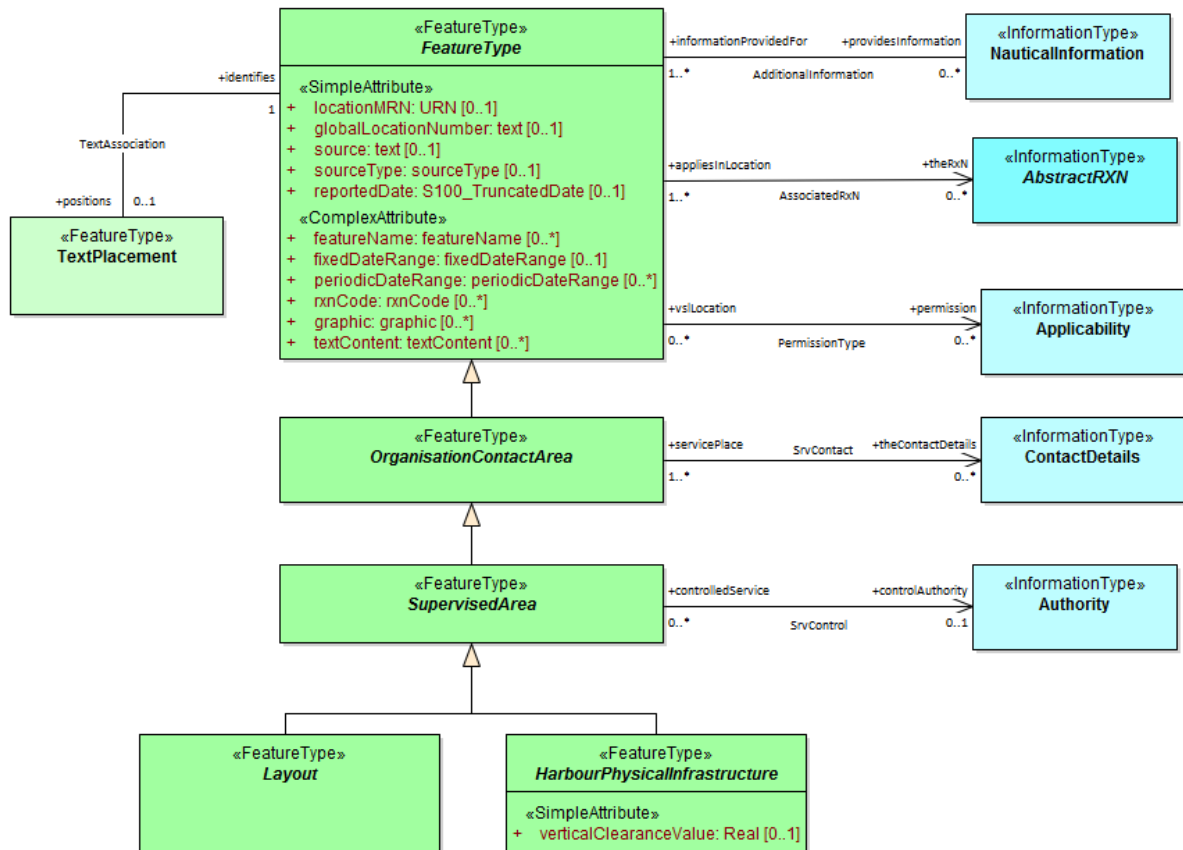 «FeatureType»
FeatureType
«SimpleAttribute»
+ locationMRN: URN [0..1]
+ globalLocationNumber: text [0..1]
+ source: text [0..1]
+ sourceType: sourceType [0..1]
+ reportedDate: S100_TruncatedDate [0..1]
«ComplexAttribute»
+ featureName: featureName [0..*]
+ fixedDateRange: fixedDateRange [0..1]
+ periodicDateRange: periodicDateRange [0..*]
+ rxnCode: rxnCode [0..*]
+ graphic: graphic [0..*]
+ textContent: textContent [0..*]
+identifies
1
TextAssociation
+positions 0..1
«FeatureType»
TextPlacement
+informationProvidedFor +providesInformation
1..* AdditionalInformation 0..*
«InformationType»
NauticalInformation
+appliesInLocation +theRxN
1..* AssociatedRxN 0..*
«InformationType»
AbstractRXN
+vslLocation +permission
0..* PermissionType 0..*
«InformationType»
Applicability
«FeatureType»
OrganisationContactArea
+servicePlace SrvContact +theContactDetails
1..* 0..*
«InformationType»
ContactDetails
«FeatureType»
SupervisedArea
+controlledService +controlAuthority
0..* SrvControl 0..1
«InformationType»
Authority
«FeatureType»
Layout
«FeatureType»
HarbourPhysicalInfrastructure
«SimpleAttribute»
+ verticalClearanceValue: Real [0..1]